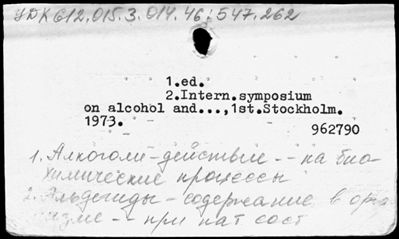 УДК 612.015.3.014.46:547.262
1.ed.
2.Intern.symposium
on alcohol and...,1st.Stockholm.
1973.
962790
1. Алкоголи - действие -- на био-
химические процессы
2. Альдегиды - содержание в орга
низме -- при пат сост